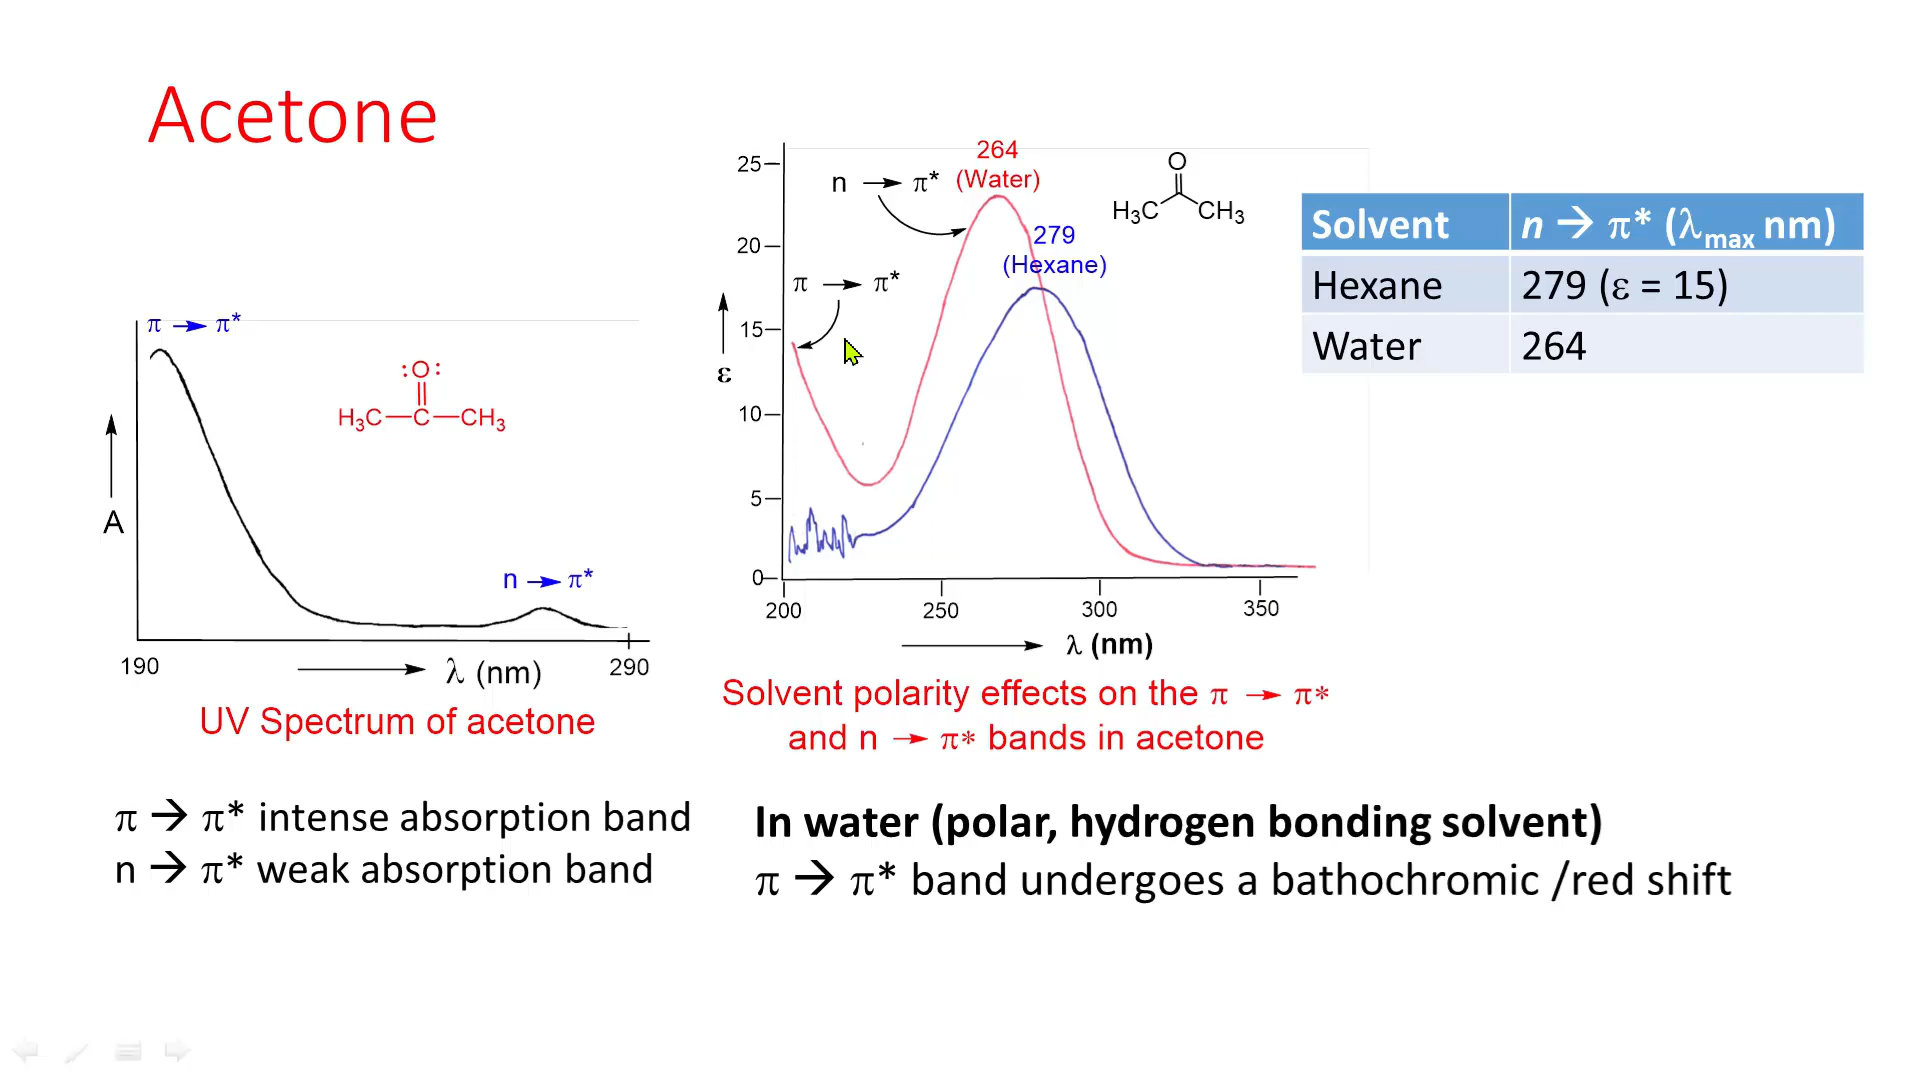 Acetone
π → π*
:O:
H₃C—C—CH₃
n → π*
A
190
290
λ (nm)
UV Spectrum of acetone
π → π* intense absorption band
n → π* weak absorption band
264
(Water)
n → π*
279
(Hexane)
π → π*
O
H₃C
CH₃
25
20
15
10
5
0
ε
200
250
300
350
λ (nm)
Solvent polarity effects on the π → π*
and n → π* bands in acetone
Solvent
n → π* (λmax nm)
Hexane
279 (ε = 15)
Water
264
In water (polar, hydrogen bonding solvent)
π → π* band undergoes a bathochromic /red shift